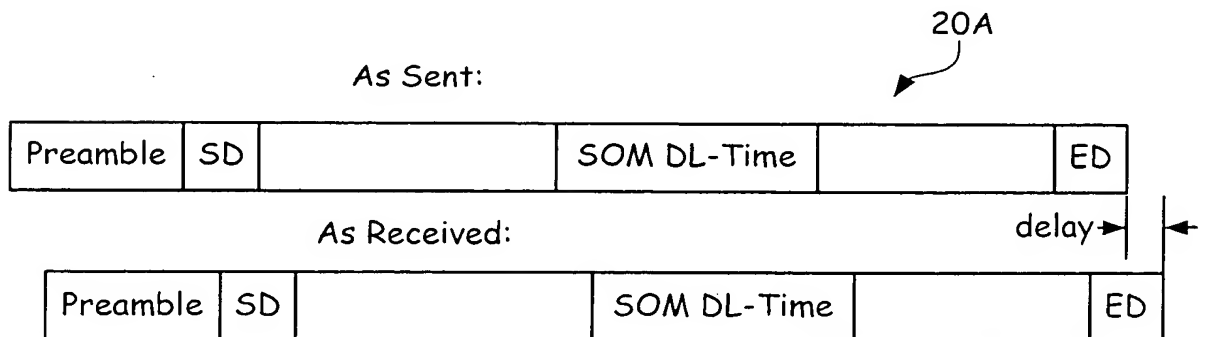 20A
As Sent:
Preamble SD SOM DL-Time ED
delay
As Received:
Preamble SD SOM DL-Time ED